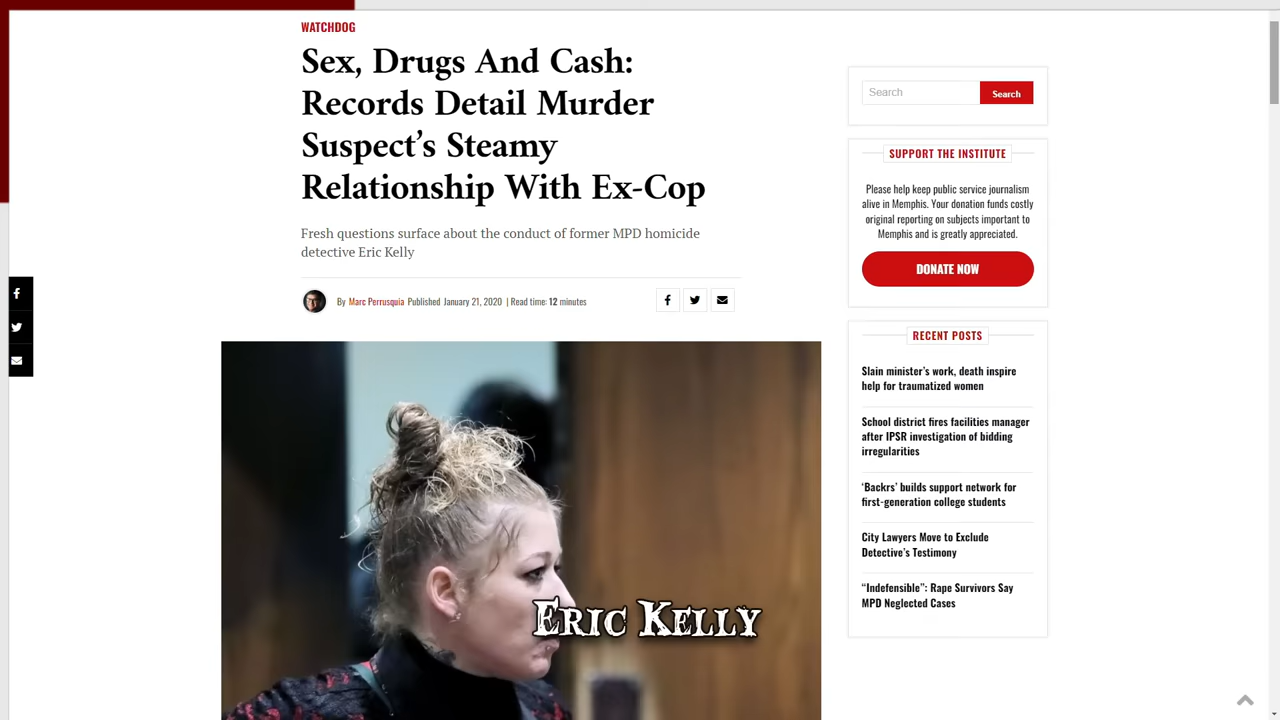 WATCHDOG
Sex, Drugs And Cash:
Records Detail Murder
Suspect’s Steamy
Relationship With Ex-Cop
Fresh questions surface about the conduct of former MPD homicide
detective Eric Kelly
By Marc Perrusquia Published January 21, 2020 | Read time: 12 minutes
ERIC KELLY
Search Search
SUPPORT THE INSTITUTE
Please help keep public service journalism
alive in Memphis. Your donation funds costly
original reporting on subjects important to
Memphis and is greatly appreciated.
DONATE NOW
RECENT POSTS
Slain minister’s work, death inspire
help for traumatized women
School district fires facilities manager
after IPSR investigation of bidding
irregularities
‘Backrs’ builds support network for
first-generation college students
City Lawyers Move to Exclude
Detective’s Testimony
“Indefensible”: Rape Survivors Say
MPD Neglected Cases